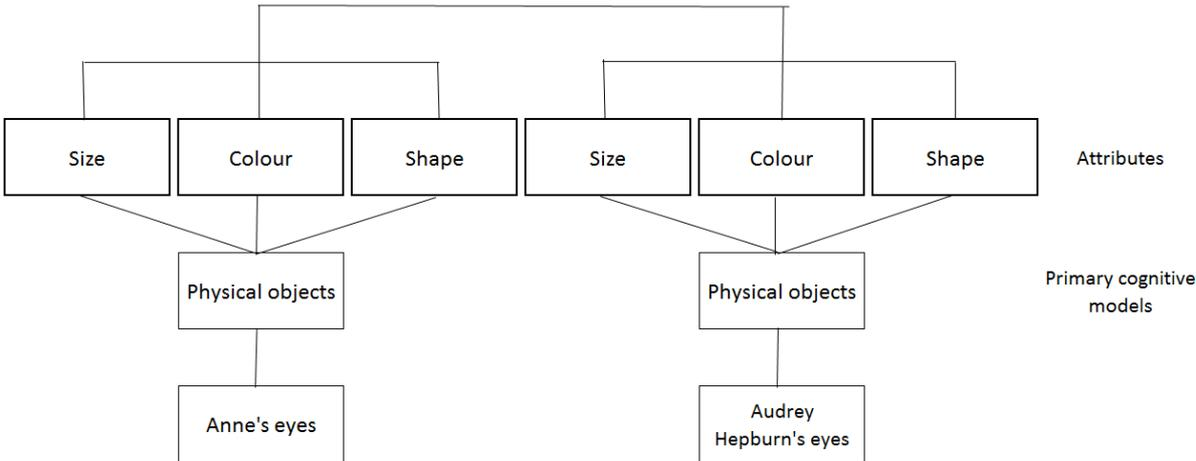 Size
Colour
Shape
Size
Colour
Shape
Attributes
Physical objects
Physical objects
Primary cognitive
models
Anne's eyes
Audrey
Hepburn's eyes